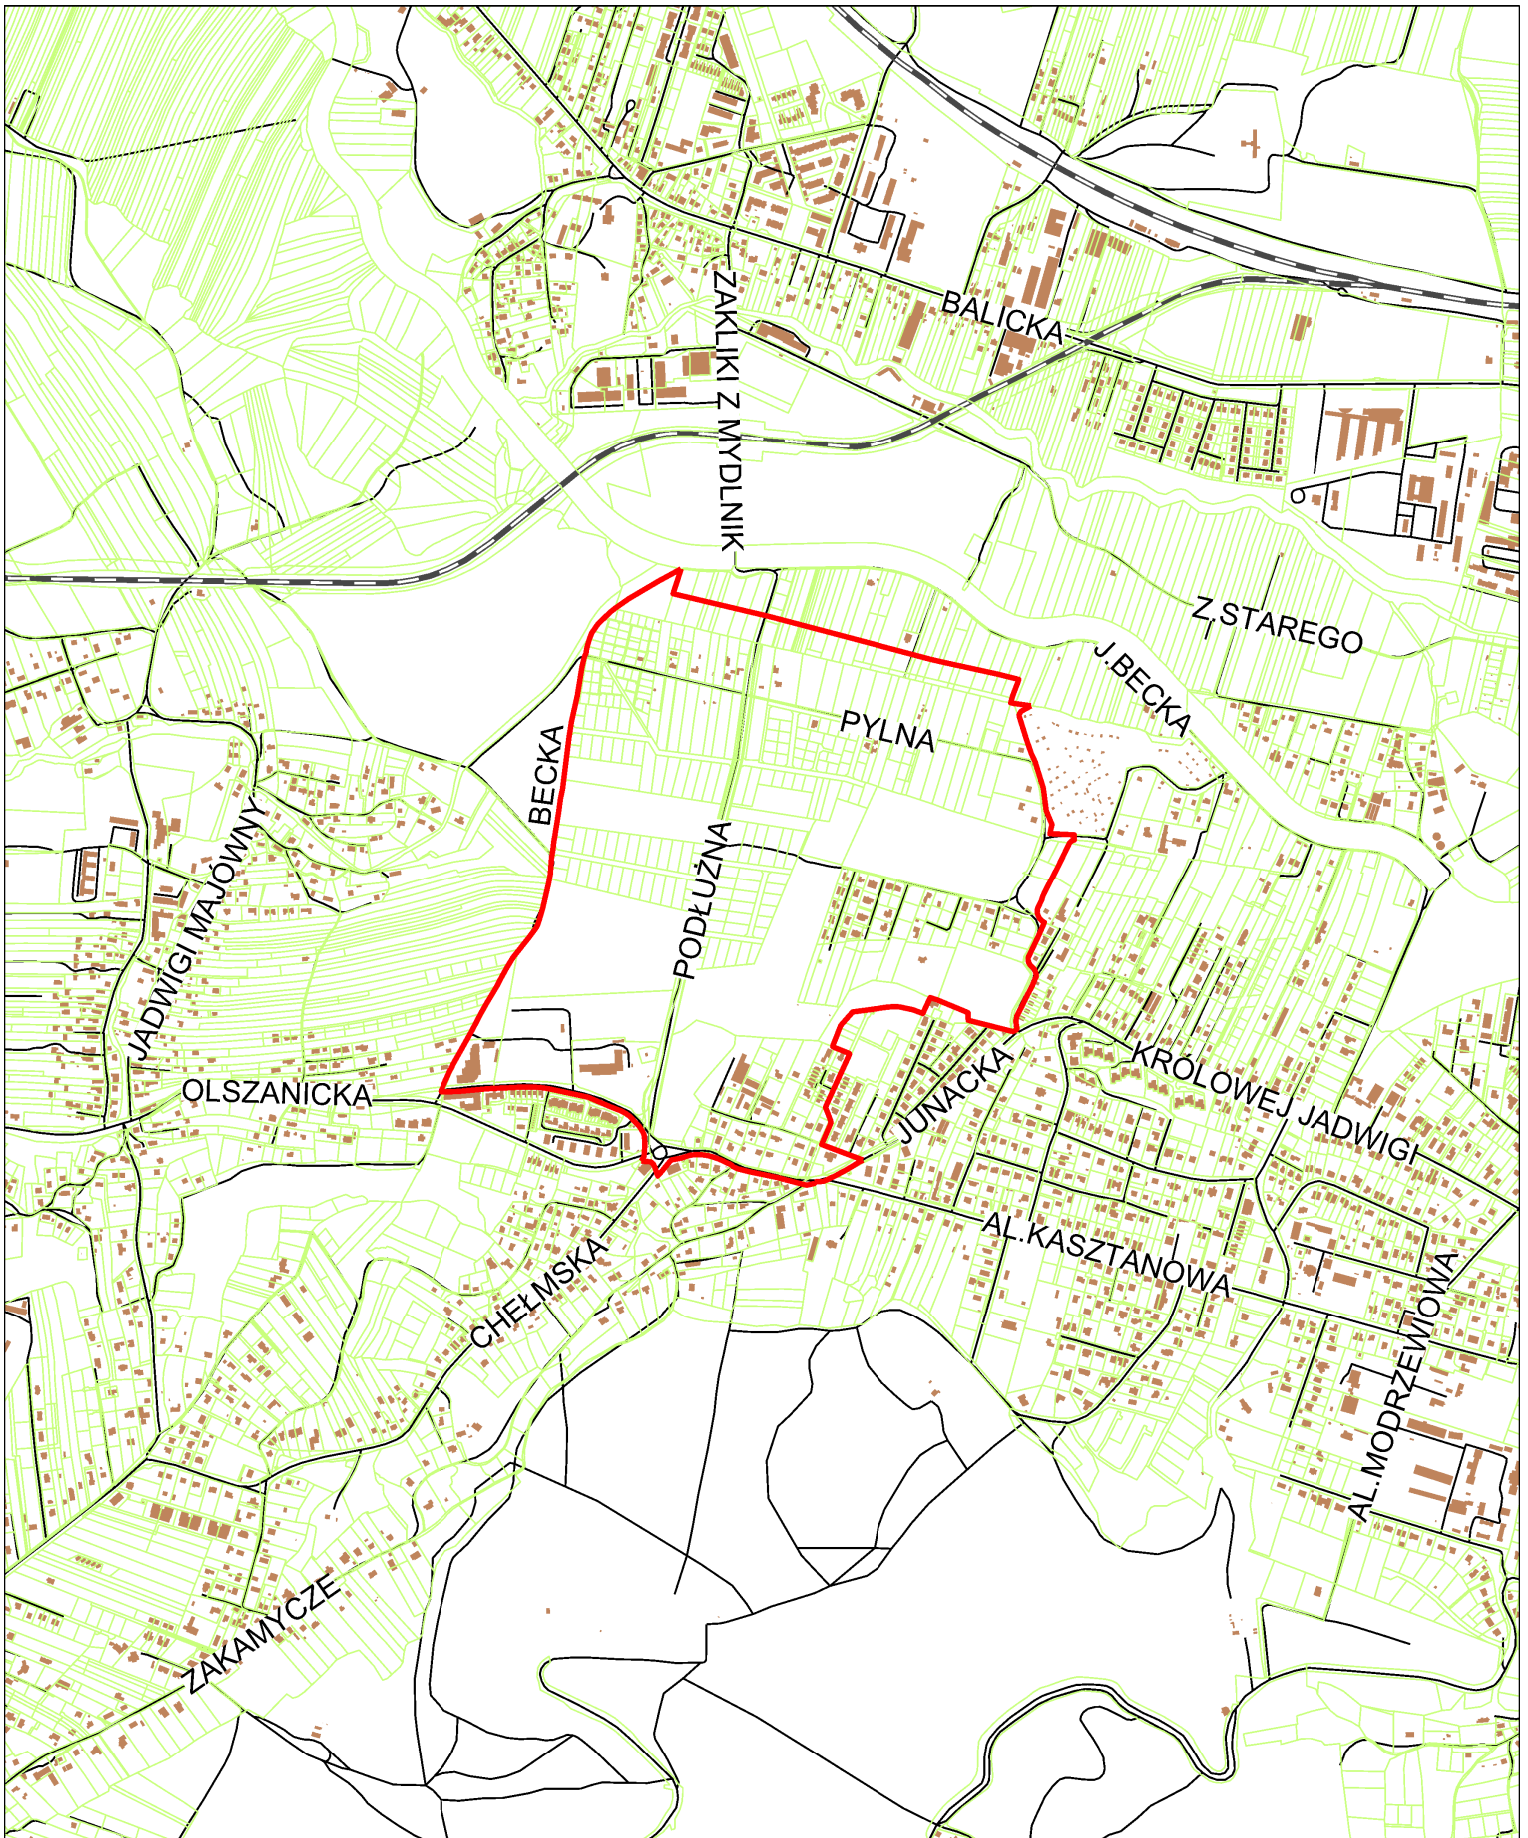 BALICKA
ZAKLIKI Z MYDLNIK
Z.STAREGO
J.BECKA
PYLNA
BECKA
PODŁUŻNA
JADWIGI MAJÓWNY
OLSZANICKA
JUNACKA
KRÓLOWEJ JADWIGI
AL.KASZTANOWA
CHEŁMSKA
AL.MODRZEWIOWA
ZAKAMYCZE